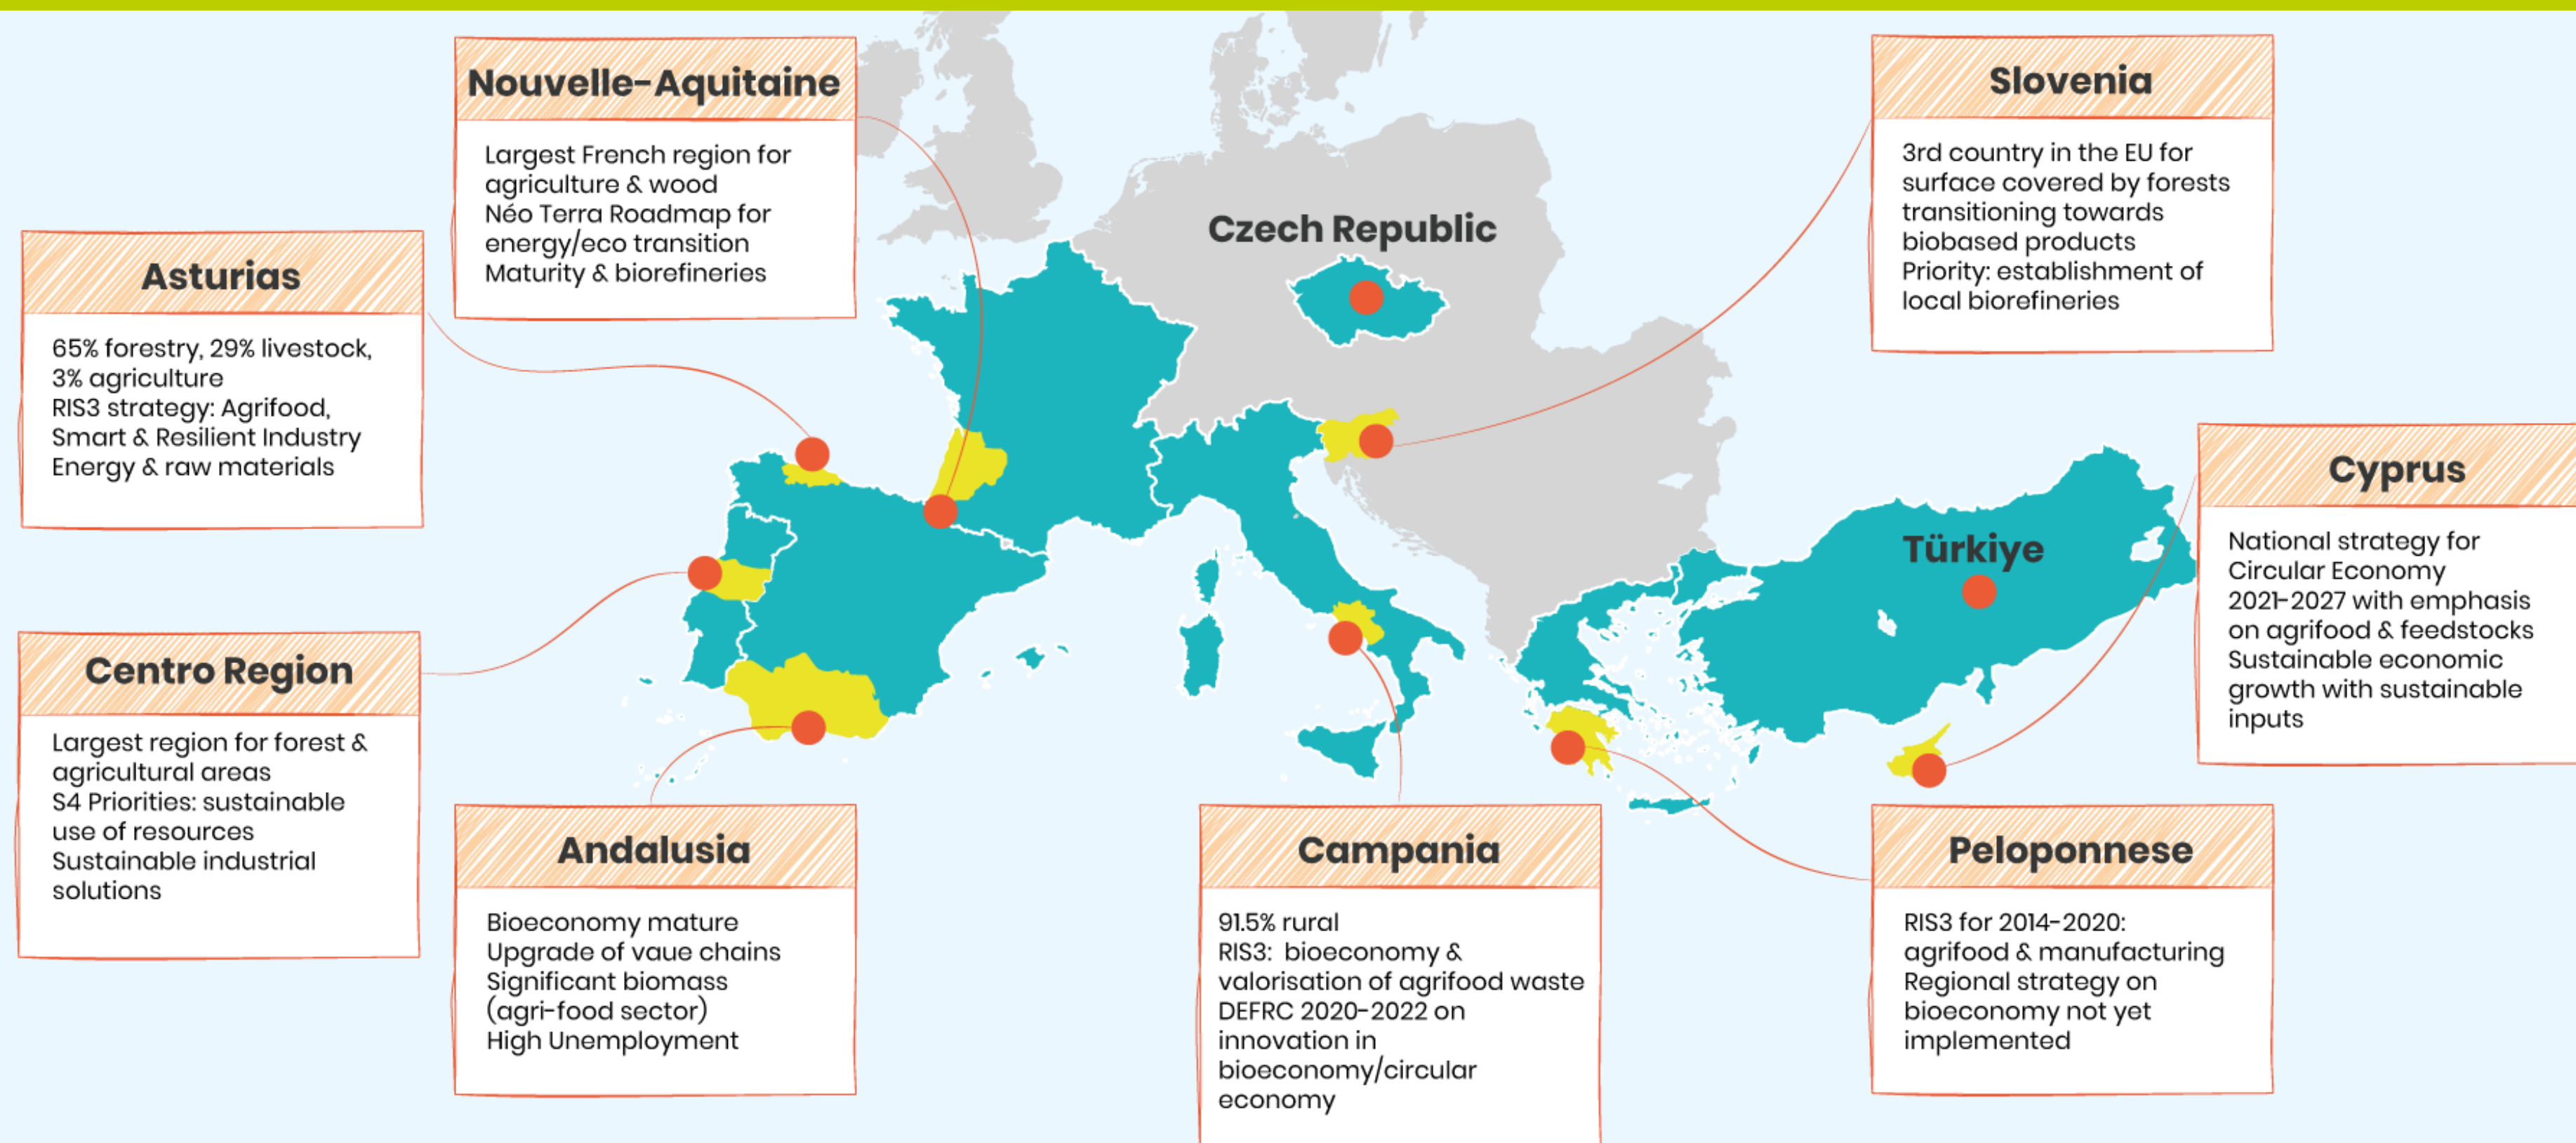 Nouvelle-Aquitaine
Largest French region for
agriculture & wood
Néo Terra Roadmap for
energy/eco transition
Maturity & biorefineries
Slovenia
3rd country in the EU for
surface covered by forests
transitioning towards
biobased products
Priority: establishment of
local biorefineries
Czech Republic
Asturias
65% forestry, 29% livestock,
3% agriculture
RIS3 strategy: Agrifood,
Smart & Resilient Industry
Energy & raw materials
Cyprus
National strategy for
Circular Economy
2021-2027 with emphasis
on agrifood & feedstocks
Sustainable economic
growth with sustainable
inputs
Türkiye
Centro Region
Largest region for forest &
agricultural areas
S4 Priorities: sustainable
use of resources
Sustainable industrial
solutions
Andalusia
Bioeconomy mature
Upgrade of vaue chains
Significant biomass
(agri-food sector)
High Unemployment
Campania
91.5% rural
RIS3: bioeconomy &
valorisation of agrifood waste
DEFRC 2020-2022 on
innovation in
bioeconomy/circular
economy
Peloponnese
RIS3 for 2014-2020:
agrifood & manufacturing
Regional strategy on
bioeconomy not yet
implemented